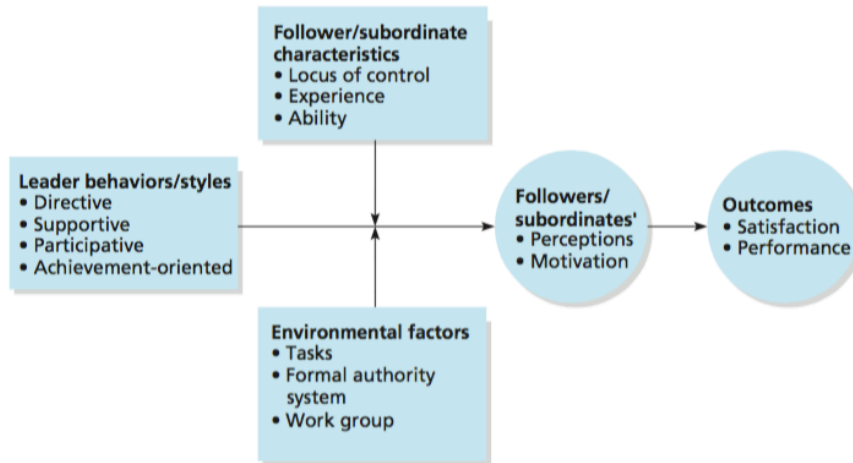 Follower/subordinate
characteristics
• Locus of control
• Experience
• Ability
Leader behaviors/styles
• Directive
• Supportive
• Participative
• Achievement-oriented
Followers/
subordinates'
• Perceptions
• Motivation
Outcomes
• Satisfaction
• Performance
Environmental factors
• Tasks
• Formal authority
system
• Work group